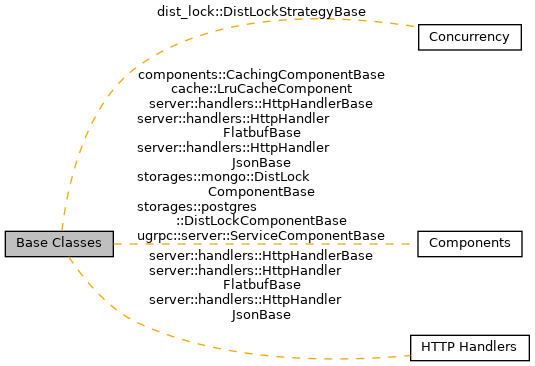 dist_lock::DistLockStrategyBase
Concurrency
components::CachingComponentBase
cache::LruCacheComponent
server::handlers::HttpHandlerBase
server::handlers::HttpHandler
FlatbufBase
server::handlers::HttpHandler
JsonBase
storages::mongo::DistLock
ComponentBase
storages::postgres
::DistLockComponentBase
ugrpc::server::ServiceComponentBase
Base Classes
Components
server::handlers::HttpHandlerBase
server::handlers::HttpHandler
FlatbufBase
server::handlers::HttpHandler
JsonBase
HTTP Handlers